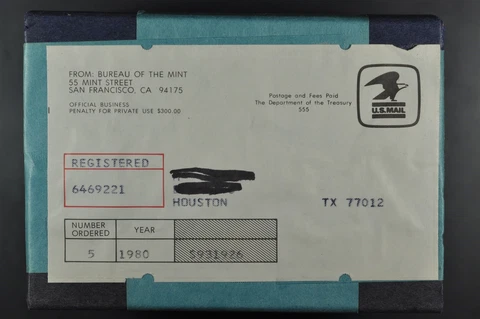 FROM: BUREAU OF THE MINT
55 MINT STREET
SAN FRANCISCO, CA 94175
OFFICIAL BUSINESS
PENALTY FOR PRIVATE USE $300.00
Postage and Fees Paid
The Department of the Treasury
555
U.S.MAIL
REGISTERED
6469221
HOUSTON TX 77012
NUMBER ORDERED YEAR
5 1980 S931926